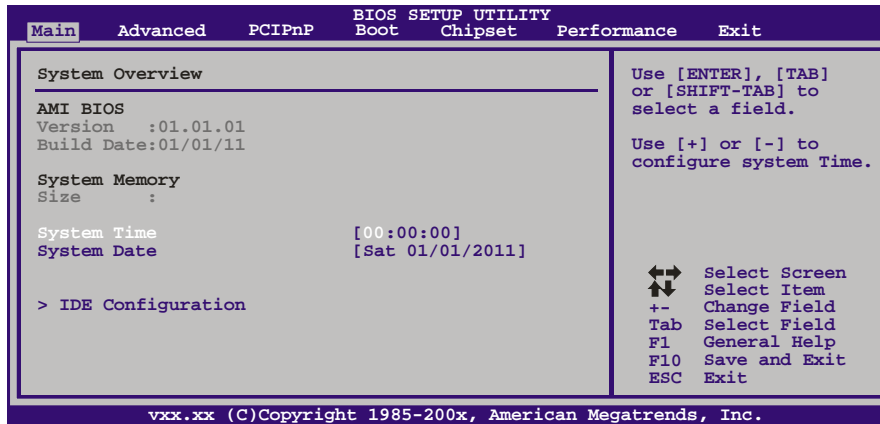 BIOS SETUP UTILITY
Main Advanced PCIPnP Boot Chipset Performance Exit
System Overview
AMI BIOS
Version :01.01.01
Build Date:01/01/11
System Memory
Size :
System Time [00:00:00]
System Date [Sat 01/01/2011]
> IDE Configuration
Use [ENTER], [TAB]
or [SHIFT-TAB] to
select a field.
Use [+] or [-] to
configure system Time.
Select Screen
Select Item
+- Change Field
Tab Select Field
F1 General Help
F10 Save and Exit
ESC Exit
vxx.xx (C)Copyright 1985-200x, American Megatrends, Inc.